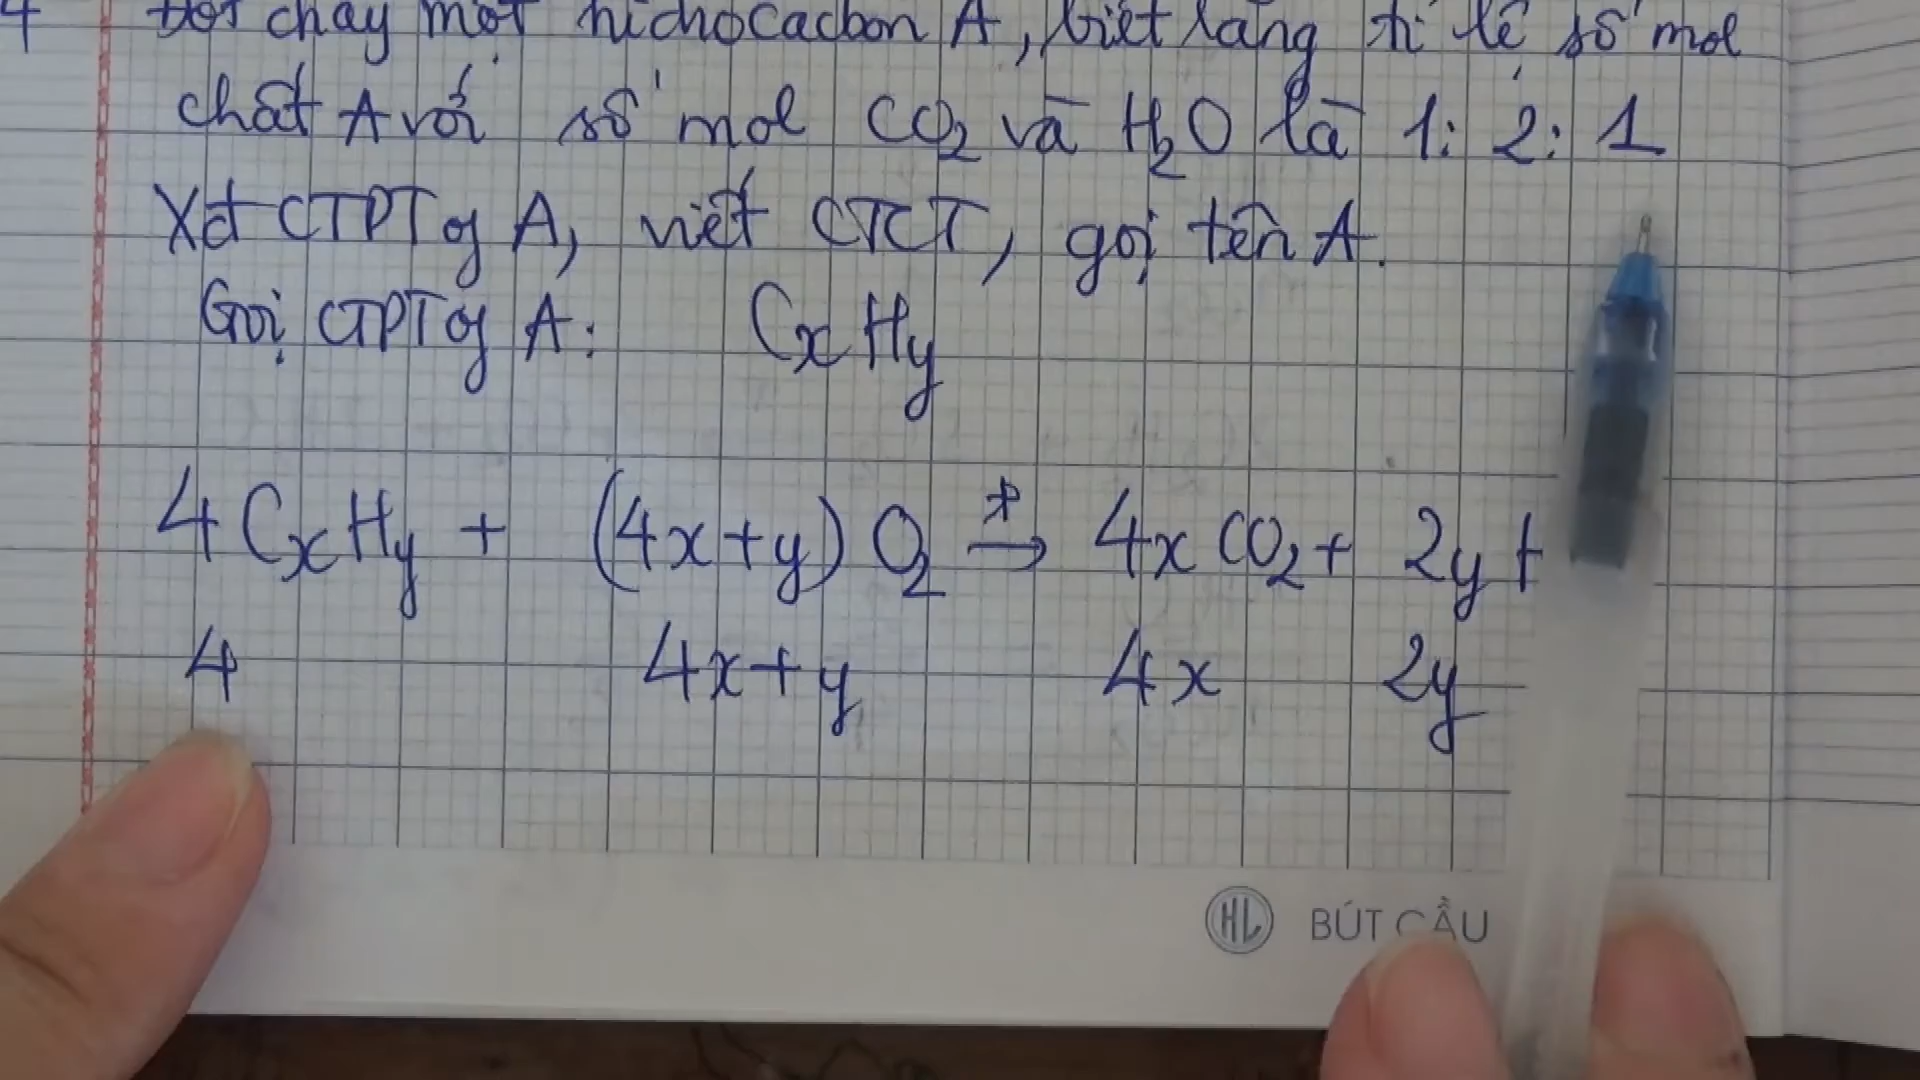 4 Đốt cháy một hiđrocacbon A, biết rằng tỉ lệ số mol
chất A với số mol CO₂ và H₂O là 1: 2: 1
Xđ CTPT of A, viết CTCT, gọi tên A.
Gọi CTPT of A: CxHy
4CxHy + (4x+y) O₂ → 4x CO₂ + 2y
4 4x+y 4x 2y
HL BÚT CẦU